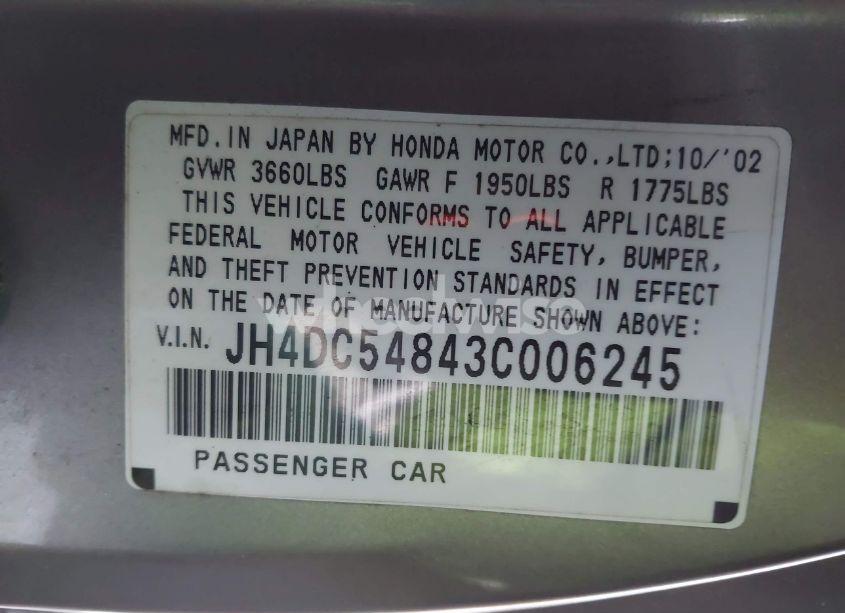 MFD.IN JAPAN BY HONDA MOTOR CO.,LTD;10/'02
GVWR 3660LBS GAWR F 1950LBS R 1775LBS
THIS VEHICLE CONFORMS TO ALL APPLICABLE
FEDERAL MOTOR VEHICLE SAFETY, BUMPER,
AND THEFT PREVENTION STANDARDS IN EFFECT
ON THE DATE OF MANUFACTURE SHOWN ABOVE:
V.I.N. JH4DC54843C006245
PASSENGER CAR
wheelwise